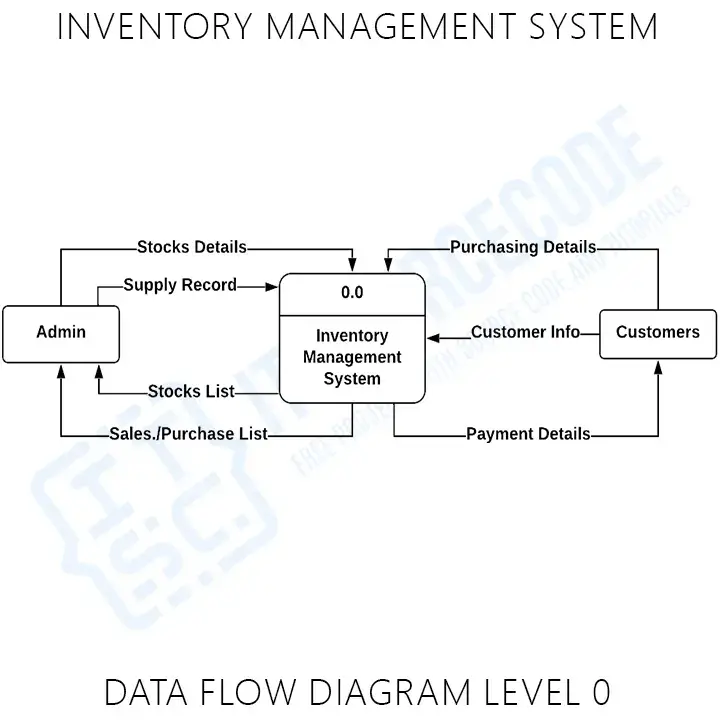 INVENTORY MANAGEMENT SYSTEM
Stocks Details
Purchasing Details
Supply Record
0.0
Admin
Inventory
Management
System
Customer Info
Customers
Stocks List
Sales./Purchase List
Payment Details
DATA FLOW DIAGRAM LEVEL 0